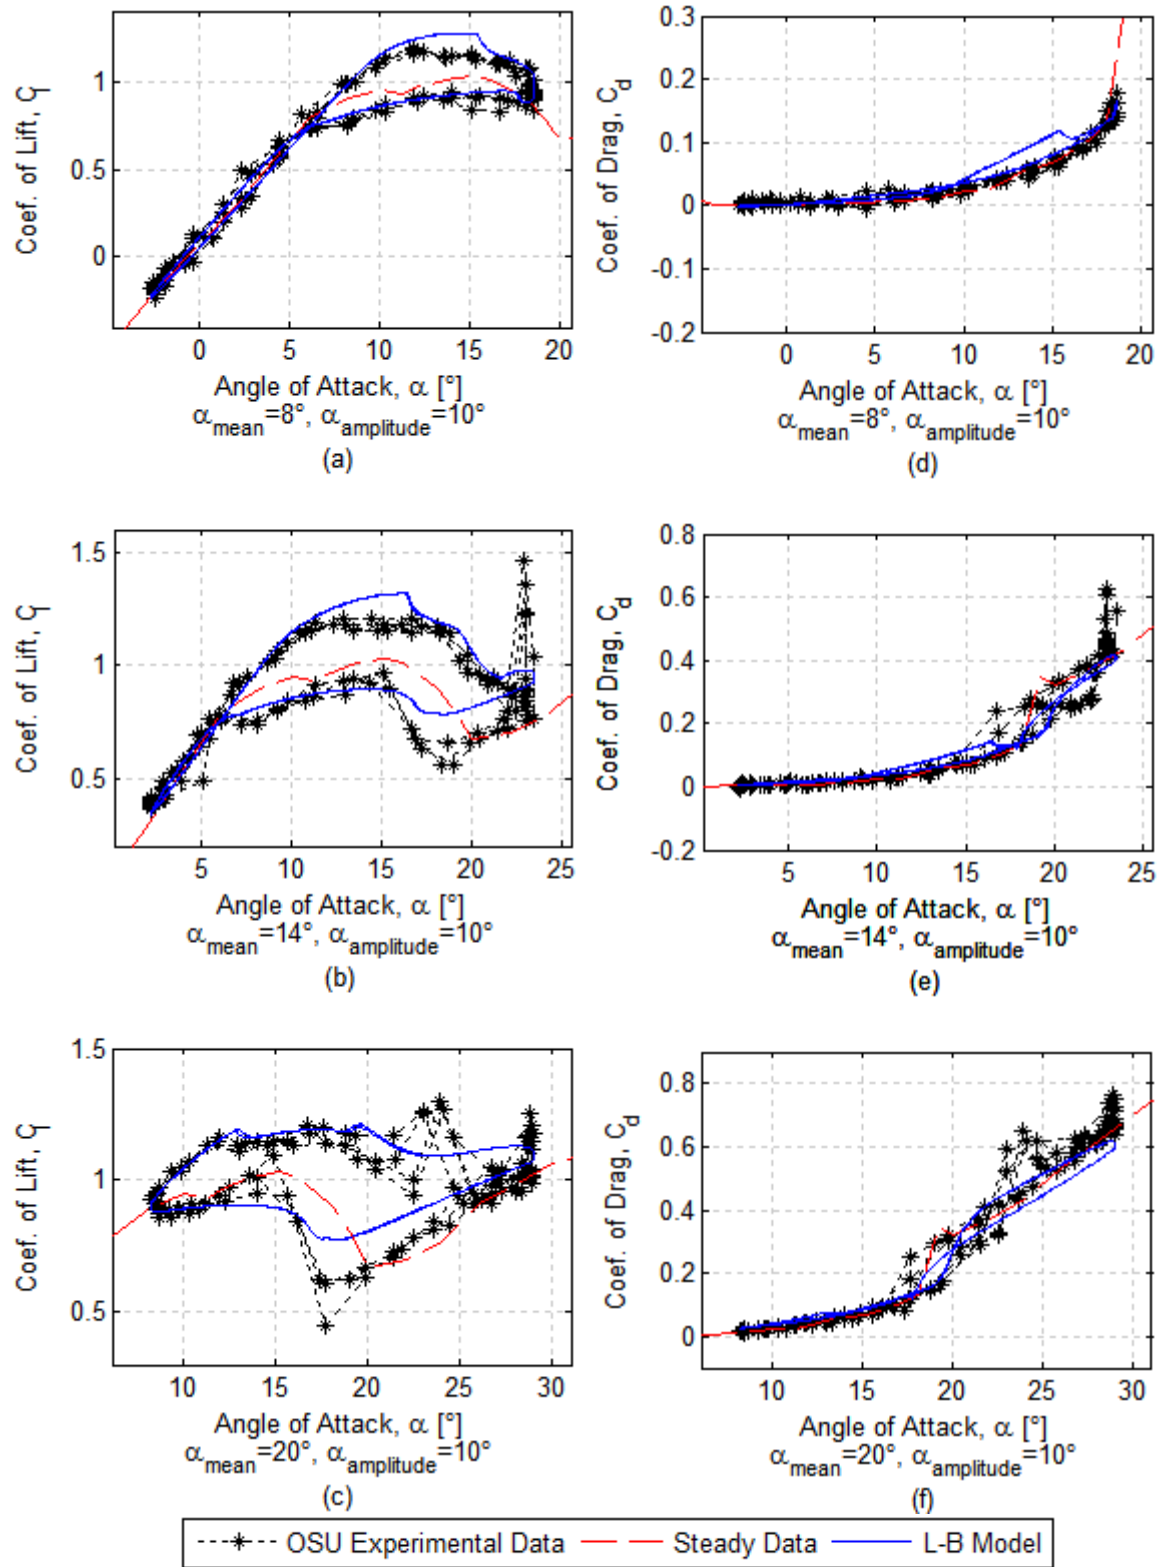 Coef. of Lift, Cl
1
0.5
0
0 5 10 15 20
Angle of Attack, α [°]
αmean=8°, αamplitude=10°
(a)
Coef. of Drag, Cd
0.3
0.2
0.1
0
-0.1
-0.2
0 5 10 15 20
Angle of Attack, α [°]
αmean=8°, αamplitude=10°
(d)
Coef. of Lift, Cl
1.5
1
0.5
5 10 15 20 25
Angle of Attack, α [°]
αmean=14°, αamplitude=10°
(b)
Coef. of Drag, Cd
0.8
0.6
0.4
0.2
0
-0.2
5 10 15 20 25
Angle of Attack, α [°]
αmean=14°, αamplitude=10°
(e)
Coef. of Lift, Cl
1.5
1
0.5
10 15 20 25 30
Angle of Attack, α [°]
αmean=20°, αamplitude=10°
(c)
Coef. of Drag, Cd
0.8
0.6
0.4
0.2
0
10 15 20 25 30
Angle of Attack, α [°]
αmean=20°, αamplitude=10°
(f)
OSU Experimental Data Steady Data L-B Model